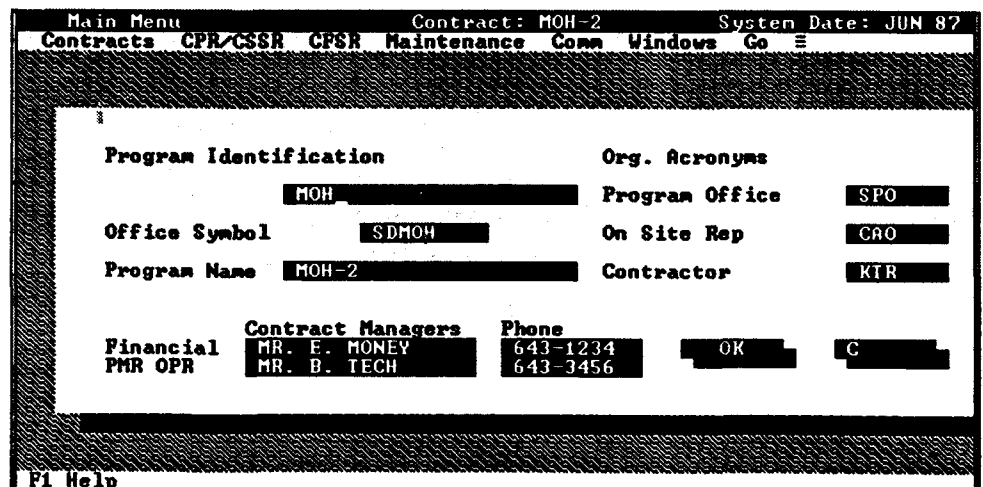 Main Menu Contract: MOH-2 System Date: JUN 87
Contracts CPR/CSSR CFSR Maintenance Comm Windows Go ≡
Program Identification Org. Acronyms
MOH Program Office SPO
Office Symbol SDMOH On Site Rep CAO
Program Name MOH-2 Contractor KTR
Contract Managers Phone
Financial MR. E. MONEY 643-1234 OK C
PMR OPR MR. B. TECH 643-3456
F1 Help